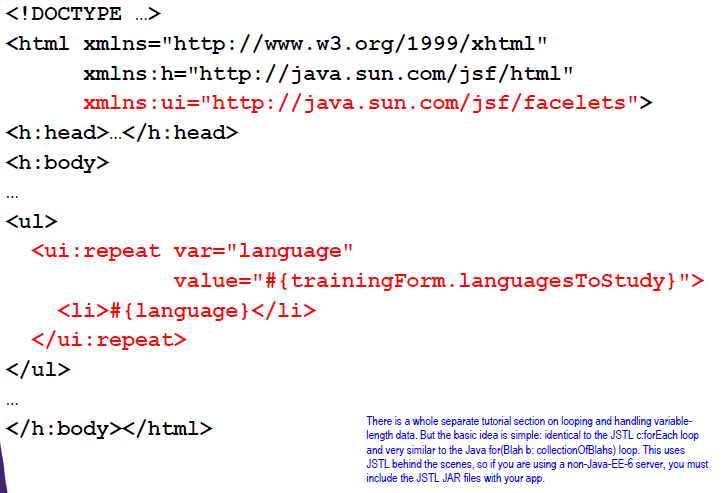 <!DOCTYPE …>
<html xmlns="http://www.w3.org/1999/xhtml"
      xmlns:h="http://java.sun.com/jsf/html"
      xmlns:ui="http://java.sun.com/jsf/facelets">
<h:head>…</h:head>
<h:body>
…
<ul>
  <ui:repeat var="language"
             value="#{trainingForm.languagesToStudy}">
    <li>#{language}</li>
  </ui:repeat>
</ul>
…
</h:body></html>
There is a whole separate tutorial section on looping and handling variable-
length data. But the basic idea is simple: identical to the JSTL c:forEach loop
and very similar to the Java for(Blah b: collectionOfBlahs) loop. This uses
JSTL behind the scenes, so if you are using a non-Java-EE-6 server, you must
include the JSTL JAR files with your app.